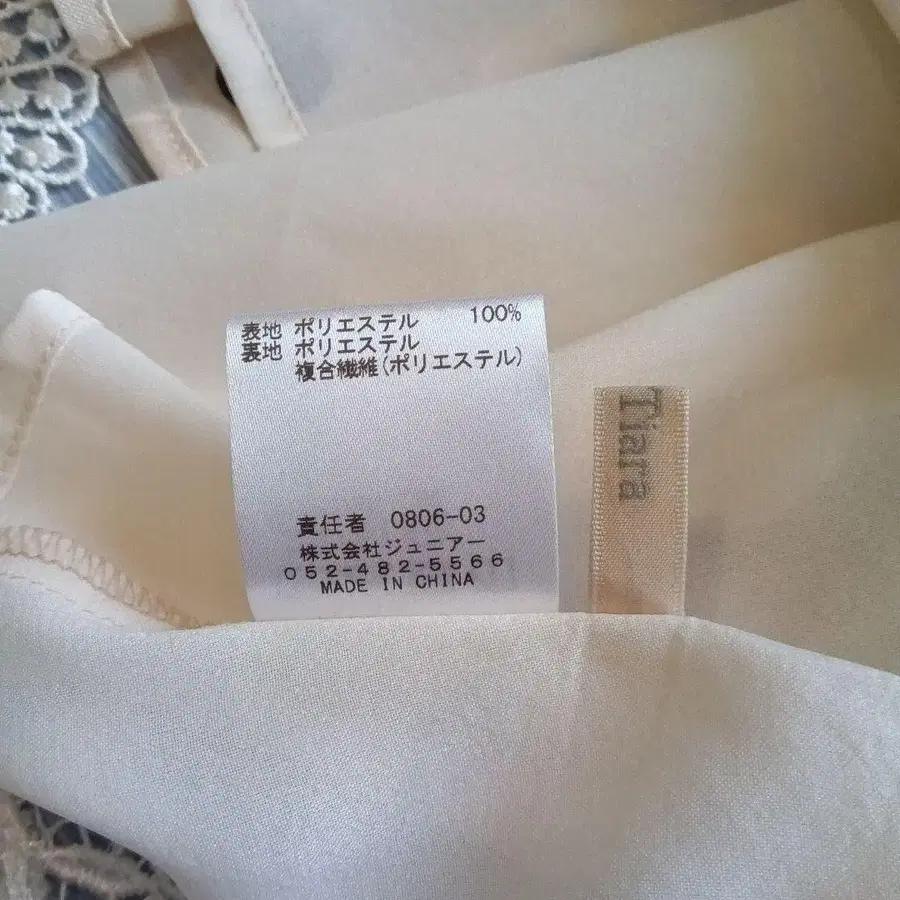 表地 ポリエステル 100%
裏地 ポリエステル
複合繊維(ポリエステル)
責任者 0806-03
株式会社ジュニアー
052-482-5566
MADE IN CHINA
Tiara